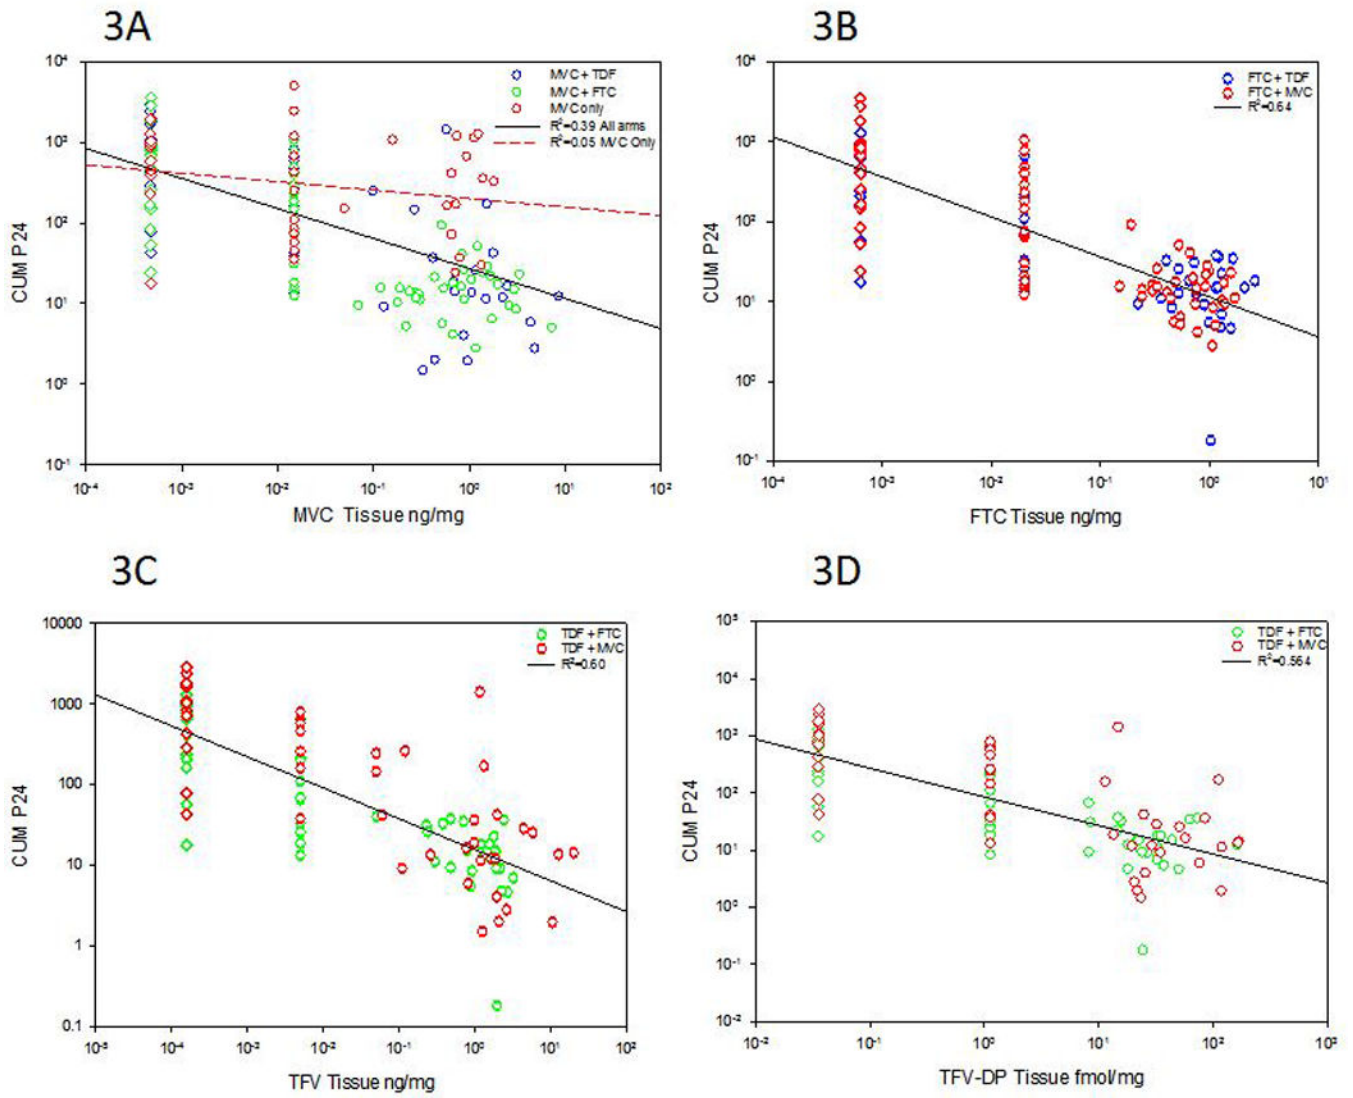 3A
10⁴
10³
10²
10¹
10⁰
10⁻¹
CUM P24
MVC + TDF
MVC + FTC
MVC only
R²=0.39 All arms
R²=0.05 MVC Only
10⁻⁴ 10⁻³ 10⁻² 10⁻¹ 10⁰ 10¹ 10²
MVC Tissue ng/mg
3B
10⁴
10³
10²
10¹
10⁰
10⁻¹
CUM P24
FTC + TDF
FTC + MVC
R²=0.64
10⁻⁴ 10⁻³ 10⁻² 10⁻¹ 10⁰ 10¹
FTC Tissue ng/mg
3C
10000
1000
100
10
1
0.1
CUM P24
TDF + FTC
TDF + MVC
R²=0.60
10⁻⁵ 10⁻⁴ 10⁻³ 10⁻² 10⁻¹ 10⁰ 10¹ 10²
TFV Tissue ng/mg
3D
10⁵
10⁴
10³
10²
10¹
10⁰
10⁻¹
10⁻²
CUM P24
TDF + FTC
TDF + MVC
R²=0.564
10⁻² 10⁻¹ 10⁰ 10¹ 10² 10³
TFV-DP Tissue fmol/mg